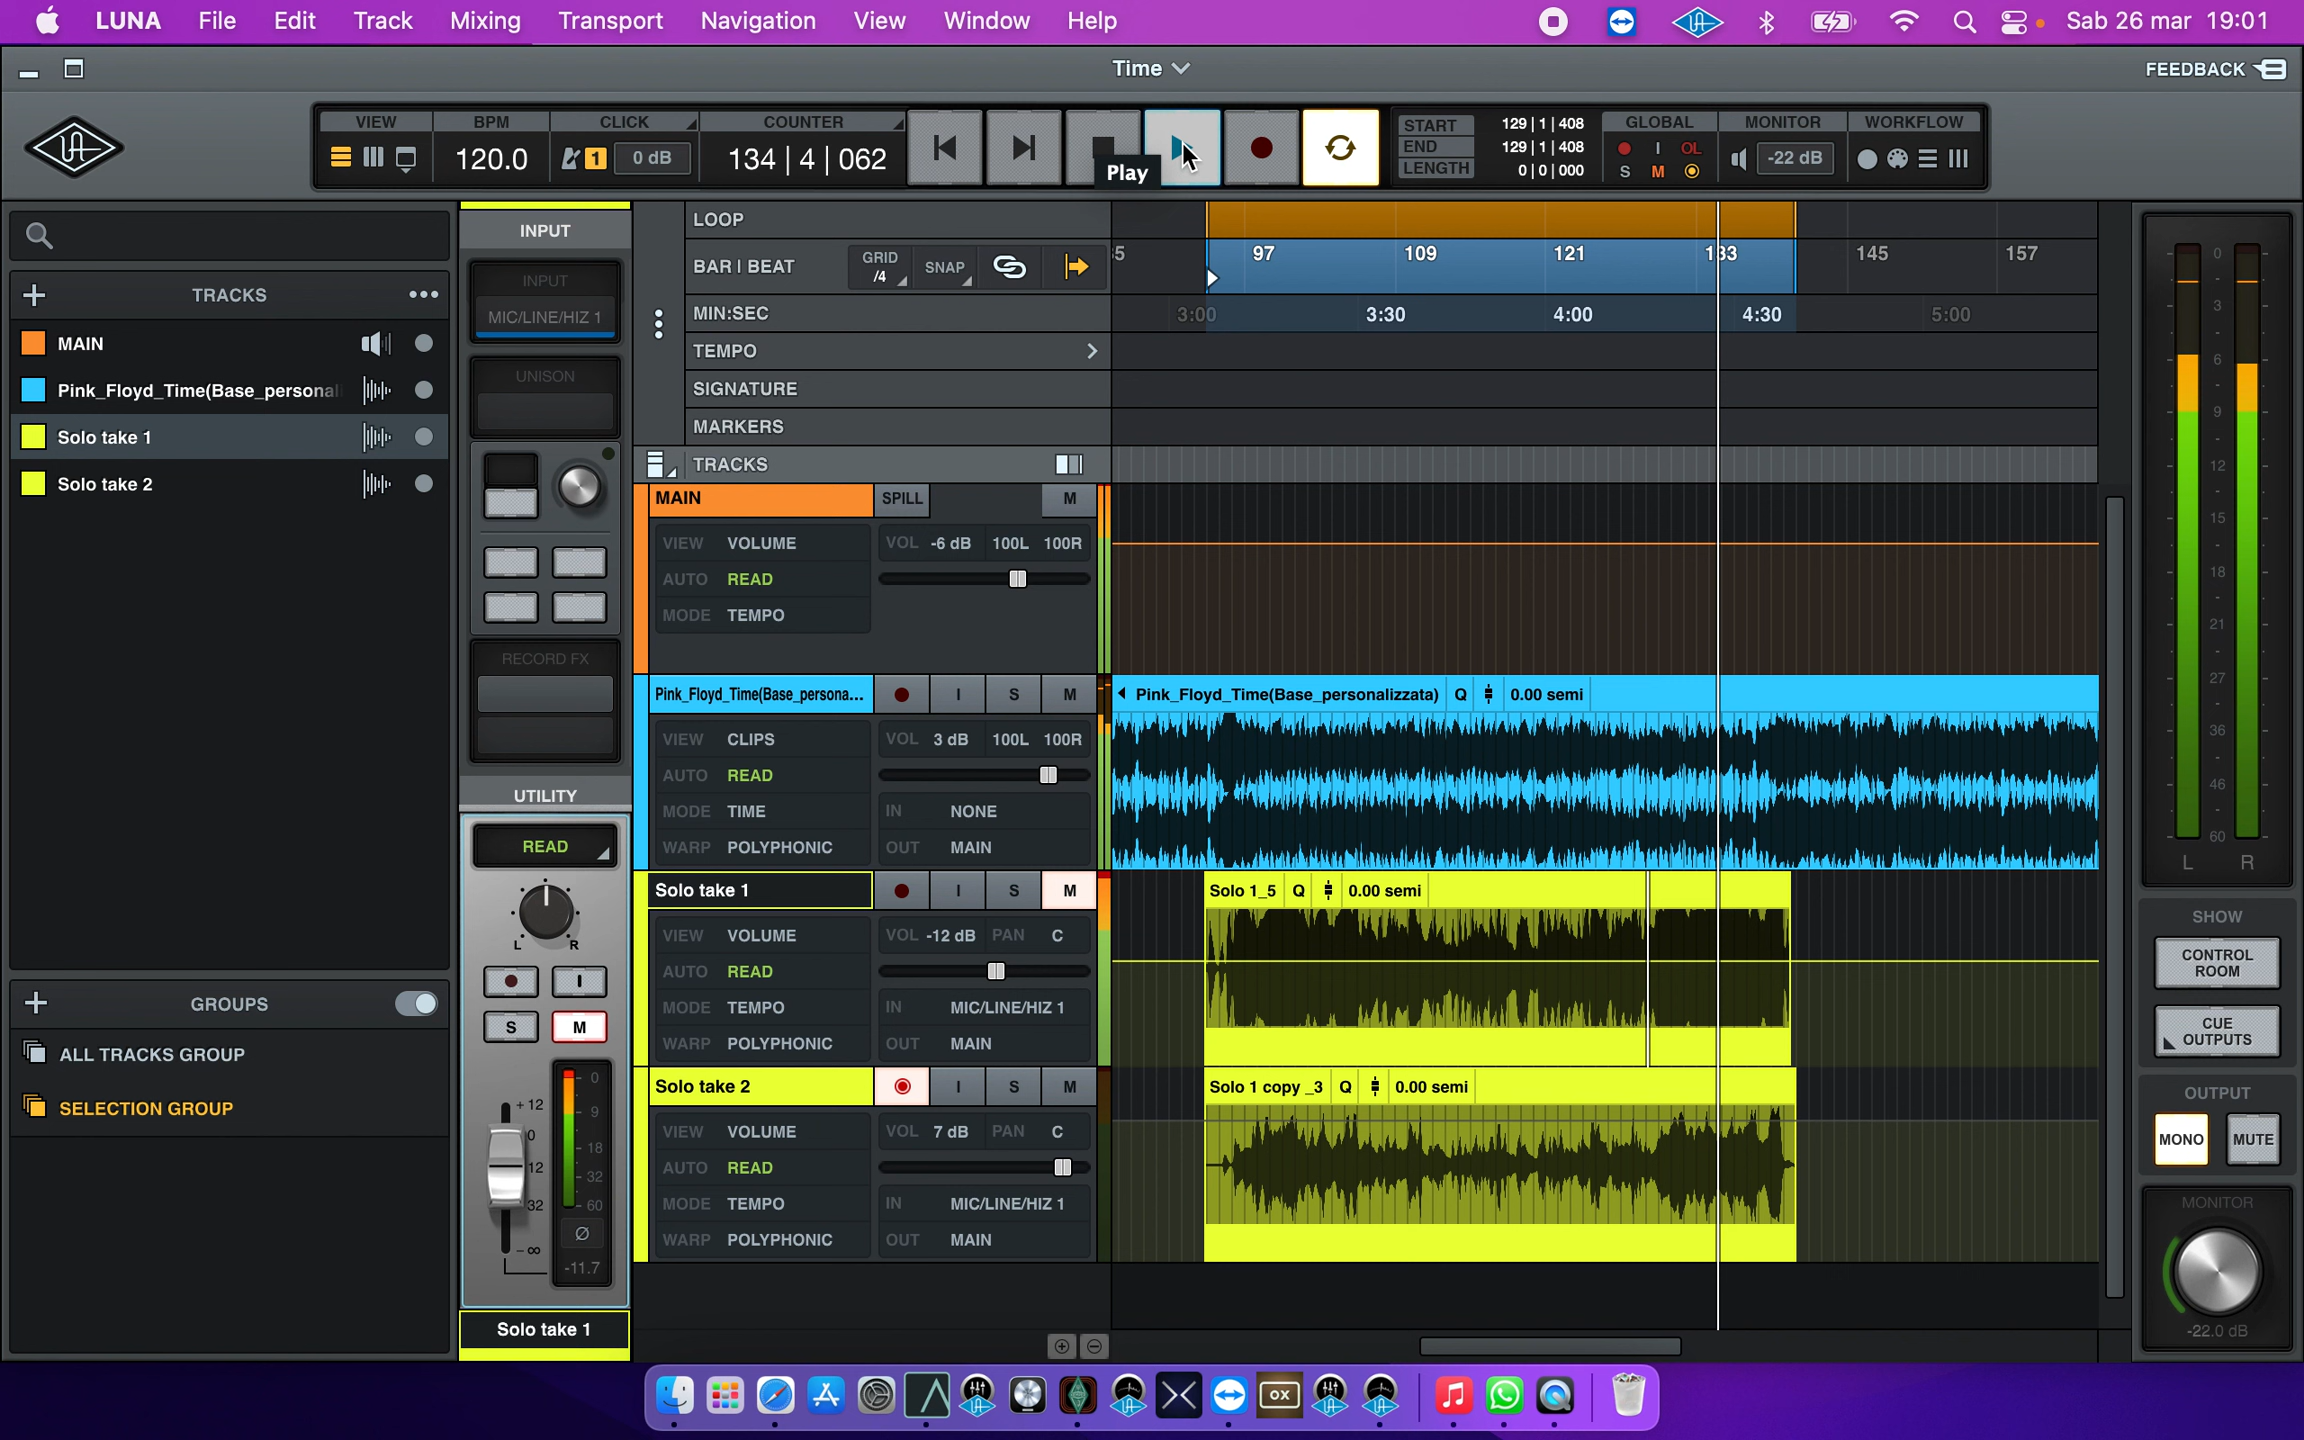 LUNA File Edit Track Mixing Transport Navigation View Window Help Sab 26 mar 19:01
Time
FEEDBACK
VIEW BPM CLICK COUNTER
120.0 1 0 dB 134 | 4 | 062
Play
START 129 | 1 | 408
END 129 | 1 | 408
LENGTH 0 | 0 | 000
GLOBAL MONITOR WORKFLOW
I OL
S M
-22 dB
TRACKS
MAIN
Pink_Floyd_Time(Base_personal
Solo take 1
Solo take 2
GROUPS
ALL TRACKS GROUP
SELECTION GROUP
INPUT
INPUT
MIC/LINE/HIZ 1
UNISON
RECORD FX
UTILITY
READ
L R
I
S M
+ 12
0
12
32
- ∞
0
- 9
- 18
- 32
- 60
Ø
-11.7
Solo take 1
LOOP
BAR | BEAT GRID /4 SNAP
5 97 109 121 133 145 157
MIN:SEC 3:00 3:30 4:00 4:30 5:00
TEMPO
SIGNATURE
MARKERS
TRACKS
MAIN SPILL M
VIEW VOLUME VOL -6 dB 100L 100R
AUTO READ
MODE TEMPO
Pink_Floyd_Time(Base_persona... I S M
VIEW CLIPS VOL 3 dB 100L 100R
AUTO READ
MODE TIME IN NONE
WARP POLYPHONIC OUT MAIN
Pink_Floyd_Time(Base_personalizzata) Q 0.00 semi
Solo take 1 I S M
VIEW VOLUME VOL -12 dB PAN C
AUTO READ
MODE TEMPO IN MIC/LINE/HIZ 1
WARP POLYPHONIC OUT MAIN
Solo 1_5 Q 0.00 semi
Solo take 2 I S M
VIEW VOLUME VOL 7 dB PAN C
AUTO READ
MODE TEMPO IN MIC/LINE/HIZ 1
WARP POLYPHONIC OUT MAIN
Solo 1 copy _3 Q 0.00 semi
0
3
6
9
12
15
18
21
27
36
46
60
L R
SHOW
CONTROL
ROOM
CUE
OUTPUTS
OUTPUT
MONO MUTE
MONITOR
-22.0 dB
OX